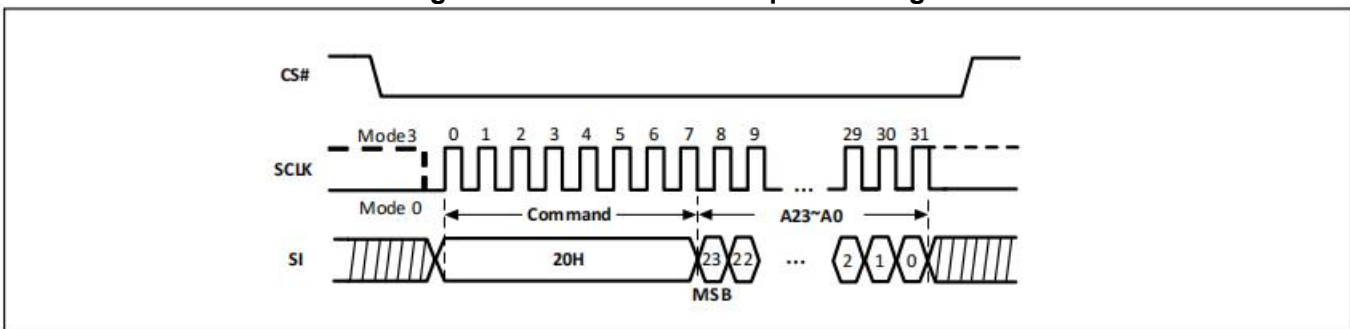 CS#
Mode3 0 1 2 3 4 5 6 7 8 9 29 30 31
SCLK
...
Mode 0
Command A23~A0
SI 20H 23 22 ... 2 1 0
MSB